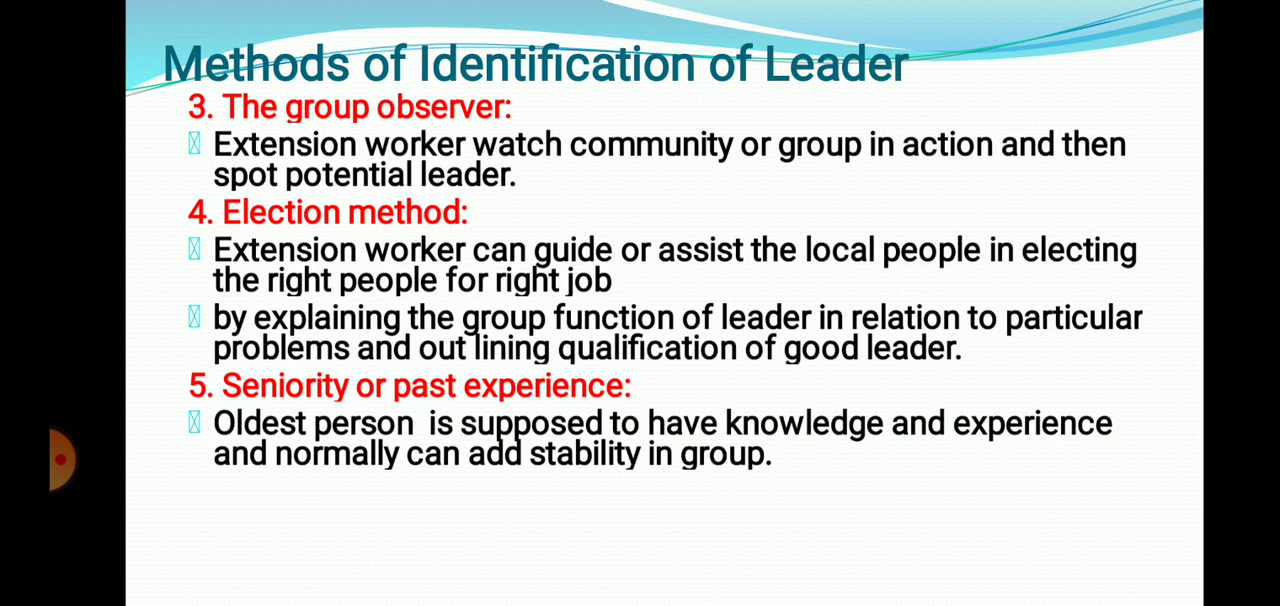 Methods of Identification of Leader
3. The group observer:
Extension worker watch community or group in action and then
spot potential leader.
4. Election method:
Extension worker can guide or assist the local people in electing
the right people for right job
by explaining the group function of leader in relation to particular
problems and out lining qualification of good leader.
5. Seniority or past experience:
Oldest person is supposed to have knowledge and experience
and normally can add stability in group.